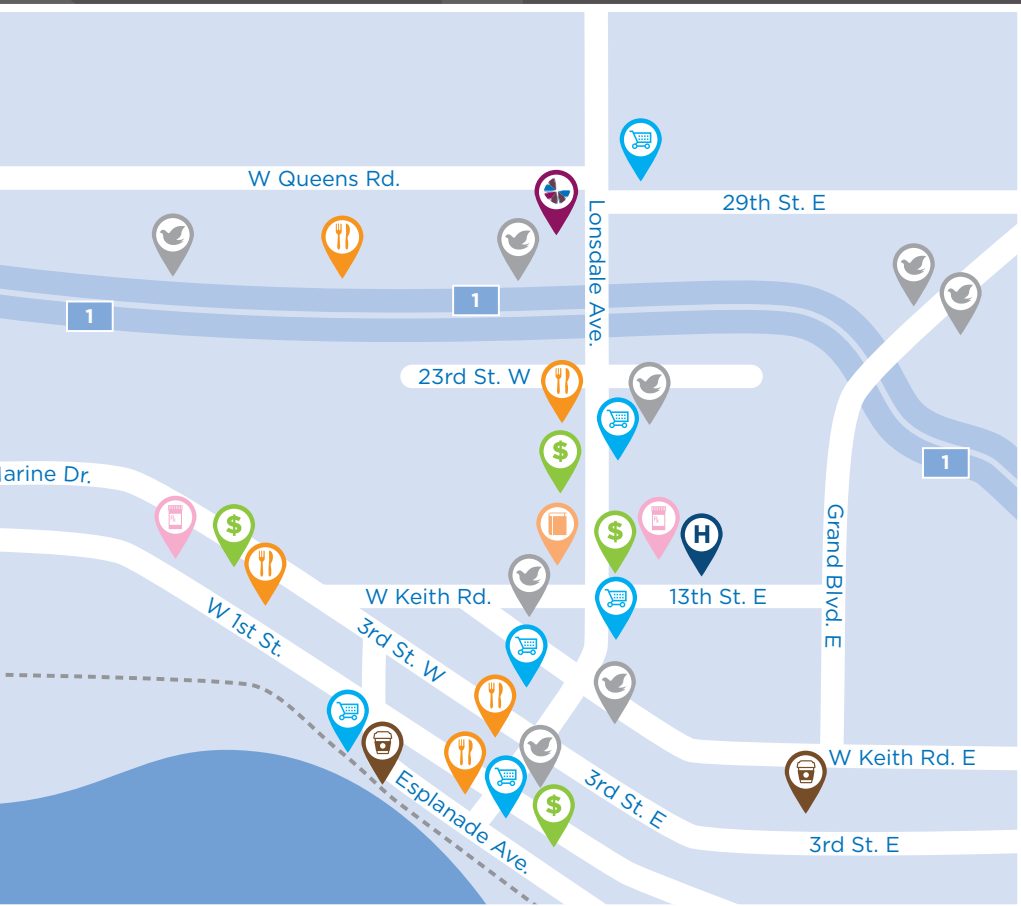 W Queens Rd.
29th St. E
Lonsdale Ave.
1
1
23rd St. W
1
arine Dr.
$
$
$
H
Grand Blvd. E
W Keith Rd.
13th St. E
W 1st St.
3rd St. W
W Keith Rd. E
Esplanade Ave.
3rd St. E
$
3rd St. E